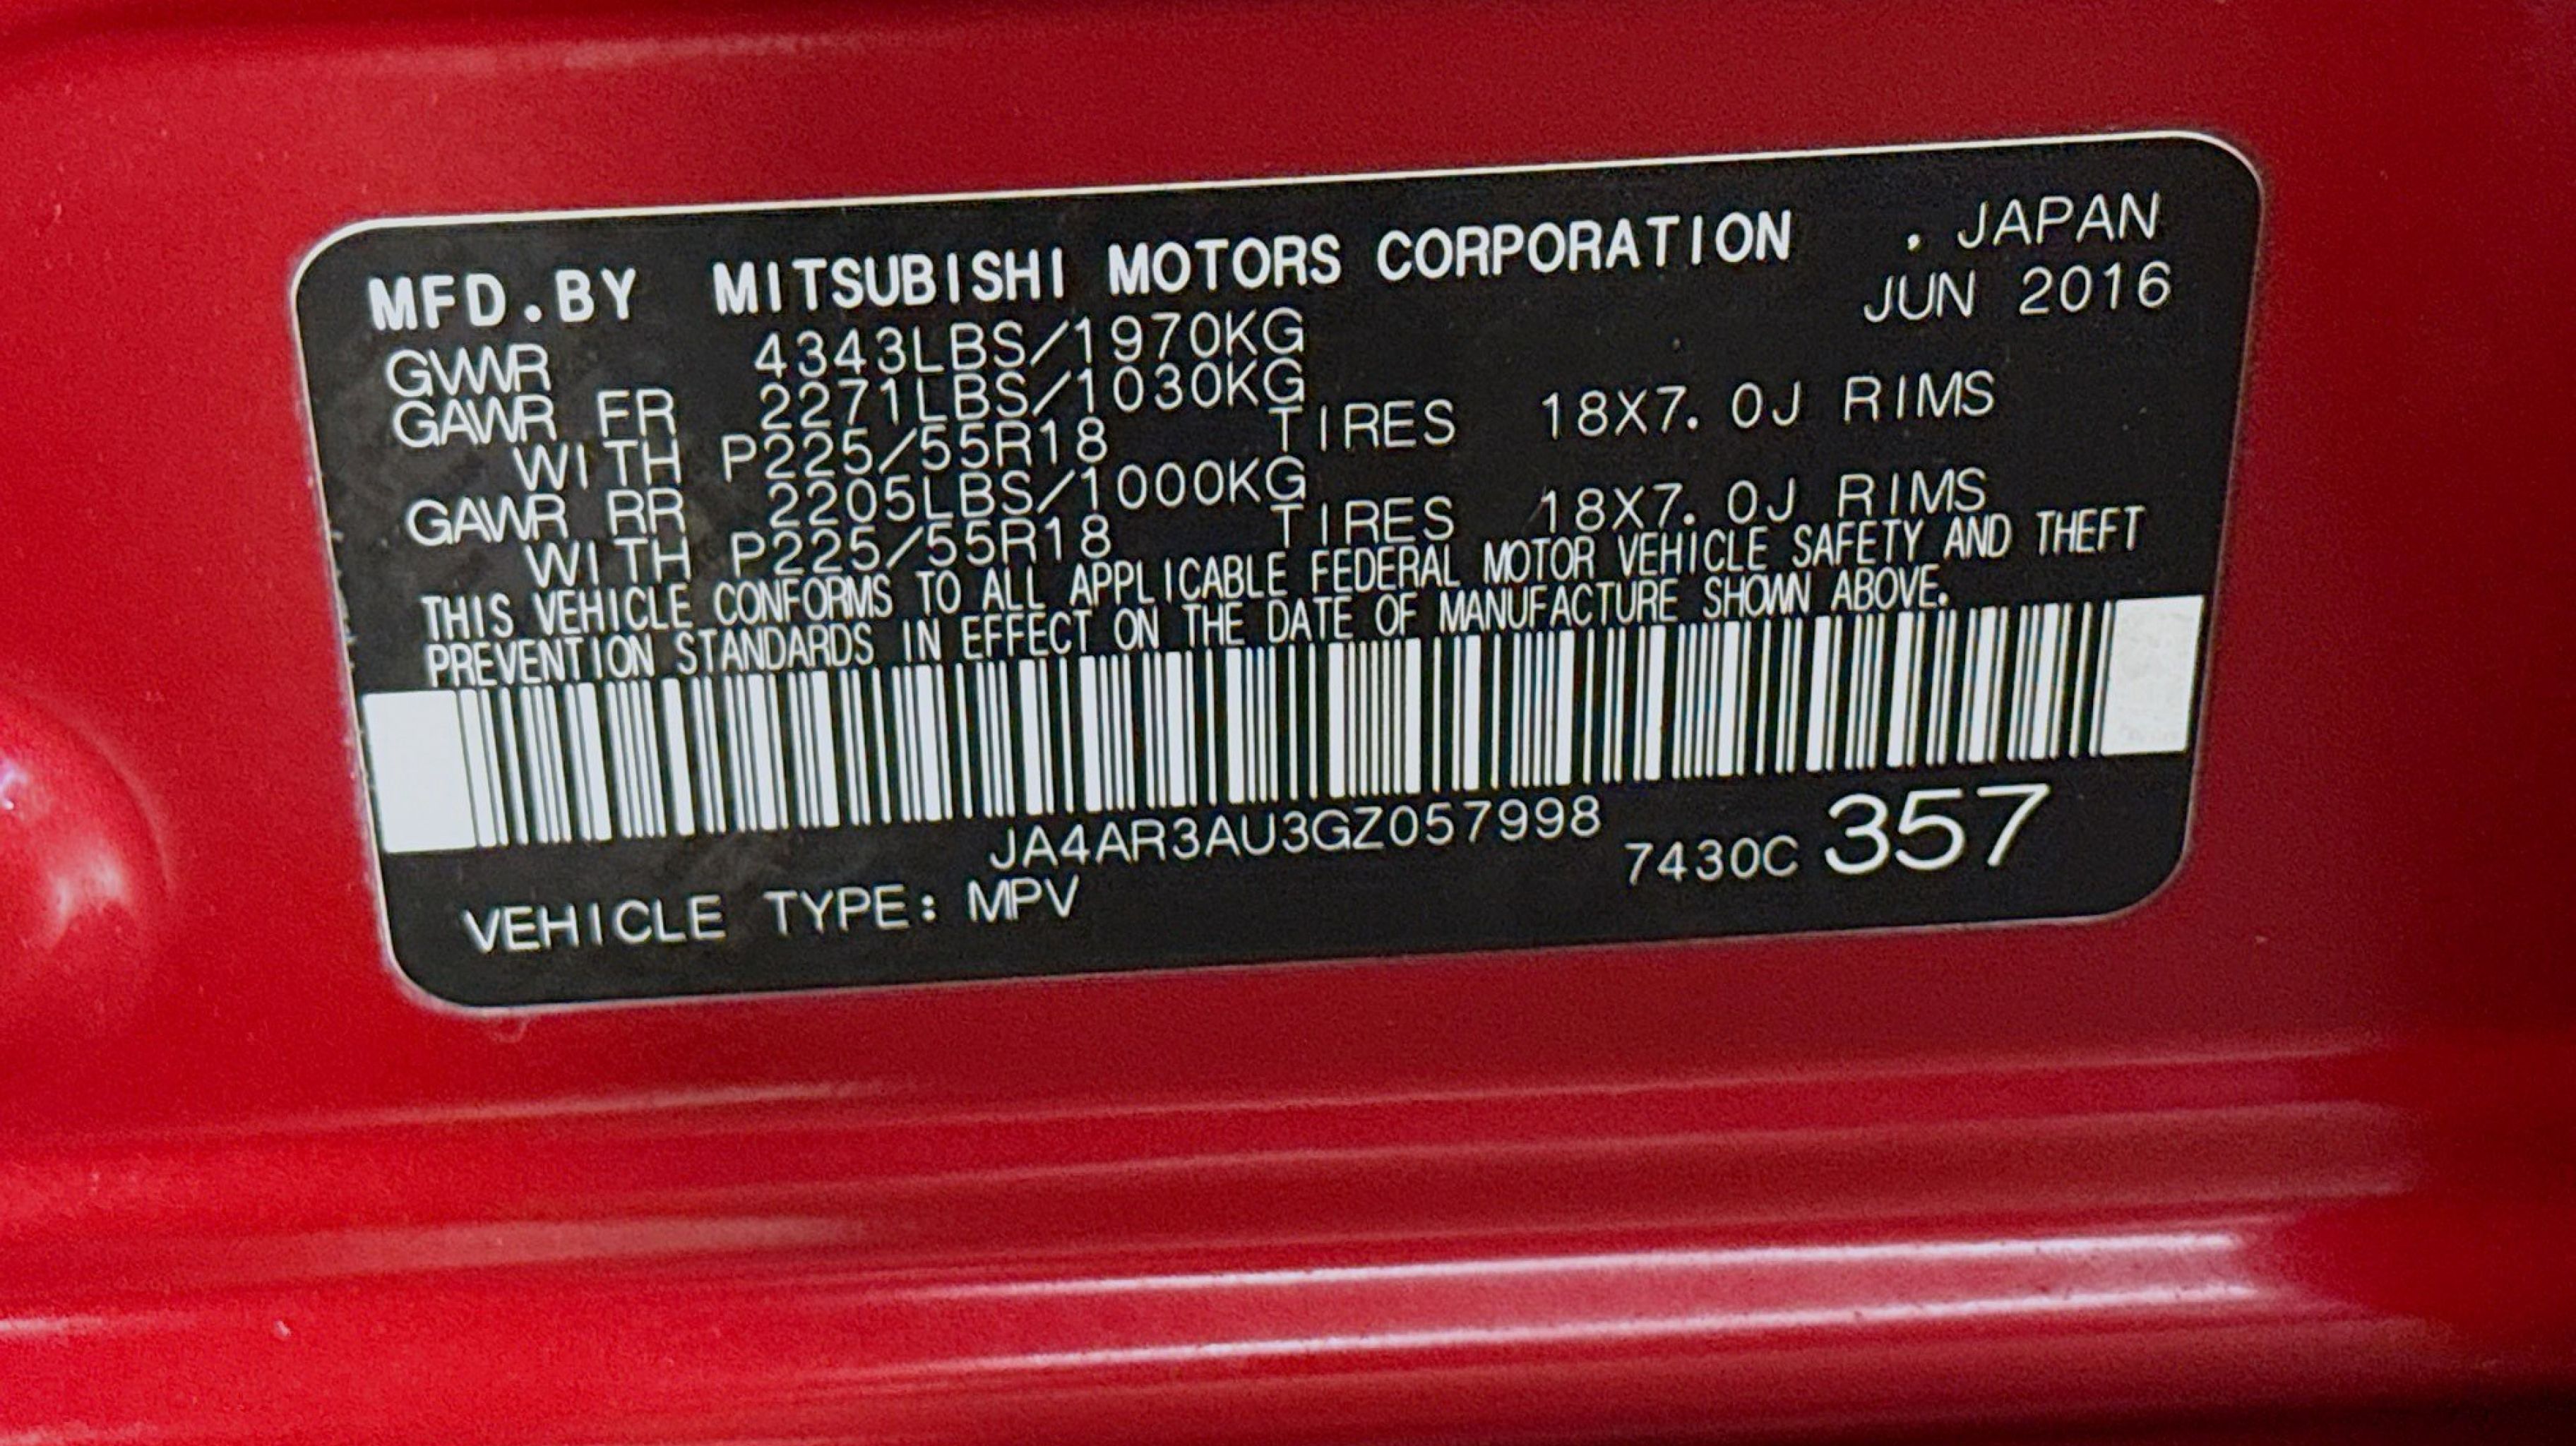 MFD.BY MITSUBISHI MOTORS CORPORATION . JAPAN
JUN 2016
GVWR 4343LBS/1970KG
GAWR FR 2271LBS/1030KG
WITH P225/55R18 TIRES 18X7.0J RIMS
GAWR RR 2205LBS/1000KG
WITH P225/55R18 TIRES 18X7.0J RIMS
THIS VEHICLE CONFORMS TO ALL APPLICABLE FEDERAL MOTOR VEHICLE SAFETY AND THEFT
PREVENTION STANDARDS IN EFFECT ON THE DATE OF MANUFACTURE SHOWN ABOVE.
JA4AR3AU3GZ057998
7430C 357
VEHICLE TYPE: MPV